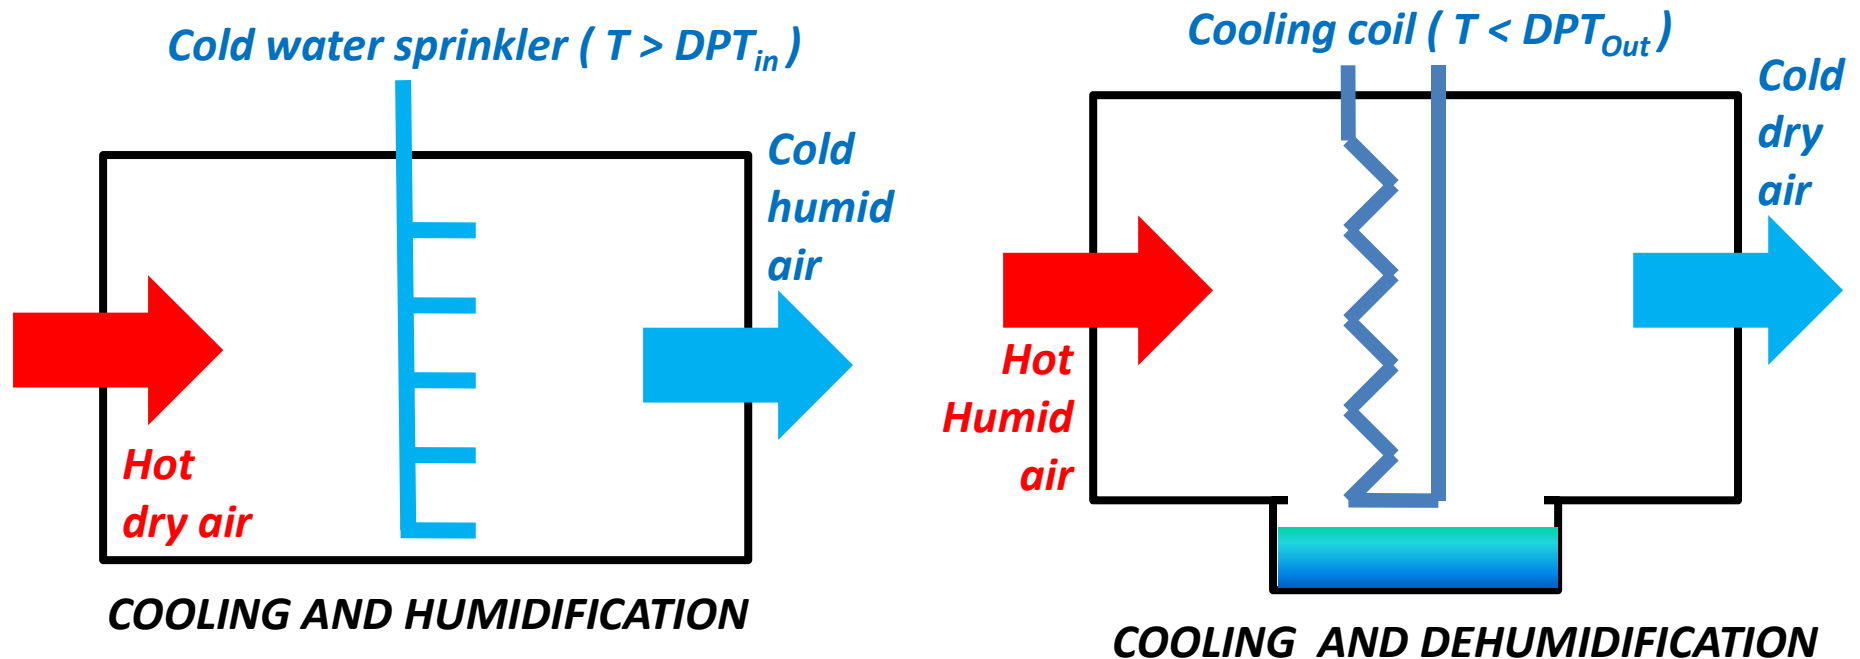 Cold water sprinkler ( T > DPTin )
Cold
humid
air
Hot
dry air
COOLING AND HUMIDIFICATION
Cooling coil ( T < DPTOut )
Cold
dry
air
Hot
Humid
air
COOLING AND DEHUMIDIFICATION